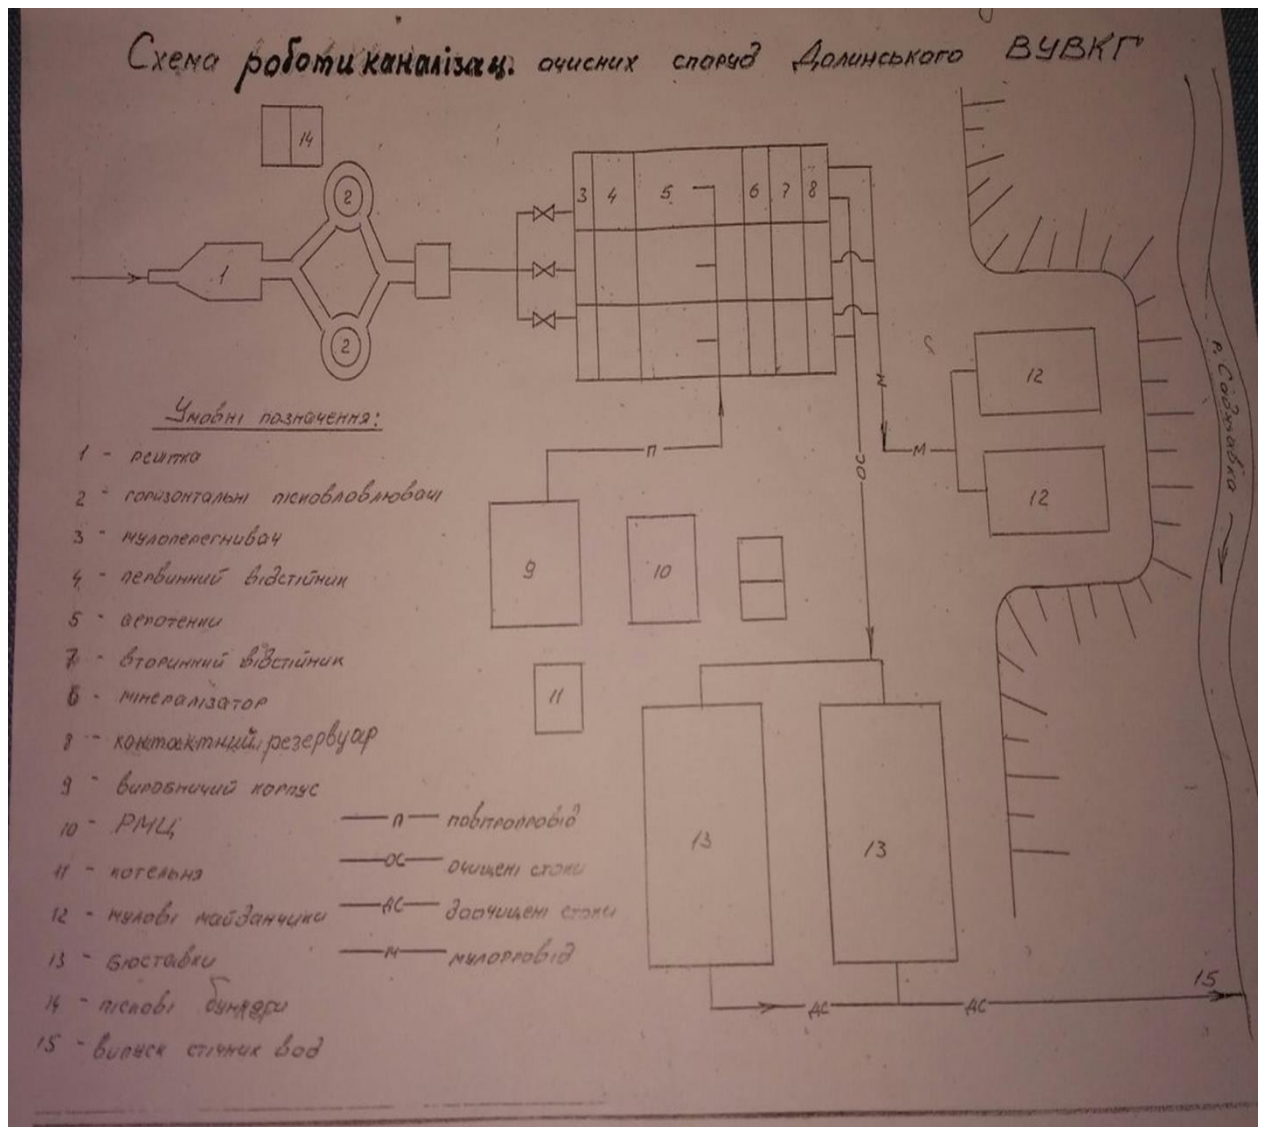 Схема роботи каналізац. очисних споруд Долинського ВУВКГ
14
2
1
2
3 4 5 6 7 8
М
12
М
12
ОС
П
р. Саджавка
9
10
11
13
13
ДС
ДС
15
Умовні позначення:
1 - решітка
2 - горизонтальні пісковловлювачі
3 - мулоперегнивач
4 - первинний відстійник
5 - аеротенки
7 - вторинний відстійник
6 - мінералізатор
8 - контактний резервуар
9 - виробничий корпус
10 - РМЦ
11 - котельня
12 - мулові майданчики
13 - біоставки
14 - піскові бункери
15 - випуск стічних вод
П повітропровід
ОС очищені стоки
ДС доочищені стоки
М мулопровід